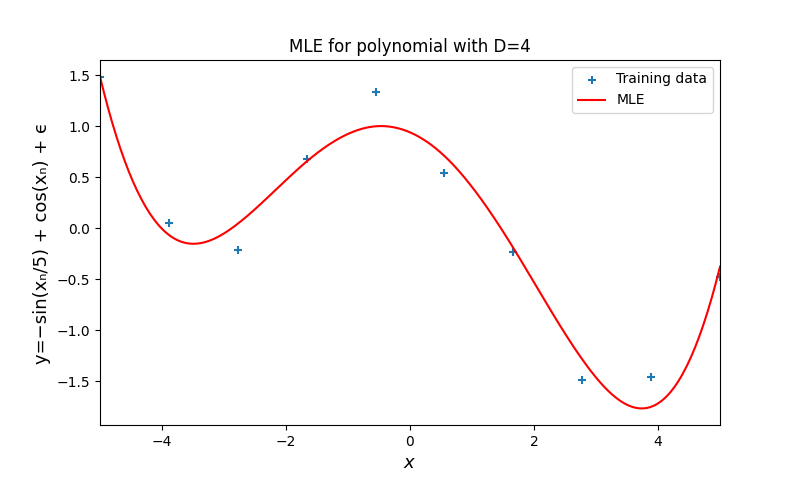 MLE for polynomial with D=4
Training data
MLE
y=−sin(xₙ/5) + cos(xₙ) + ϵ
1.5
1.0
0.5
0.0
−0.5
−1.0
−1.5
−4
−2
0
2
4
x